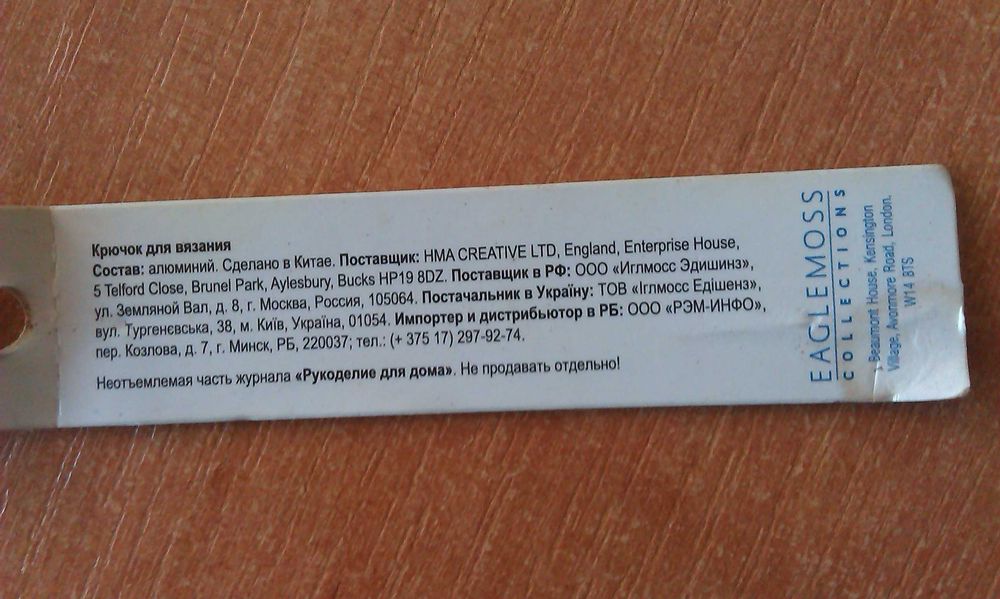 Крючок для вязания
Состав: алюминий. Сделано в Китае. Поставщик: HMA CREATIVE LTD, England, Enterprise House,
5 Telford Close, Brunel Park, Aylesbury, Bucks HP19 8DZ. Поставщик в РФ: ООО «Иглмосс Эдишинз»,
ул. Земляной Вал, д. 8, г. Москва, Россия, 105064. Постачальник в Україну: ТОВ «Іглмосс Едішенз»,
вул. Тургенєвська, 38, м. Київ, Україна, 01054. Импортер и дистрибьютор в РБ: ООО «РЭМ-ИНФО»,
пер. Козлова, д. 7, г. Минск, РБ, 220037; тел.: (+ 375 17) 297-92-74.
Неотъемлемая часть журнала «Рукоделие для дома». Не продавать отдельно!
EAGLEMOSS
COLLECTIONS
Beaumont House, Kensington
Village, Avonmore Road, London,
W14 8TS